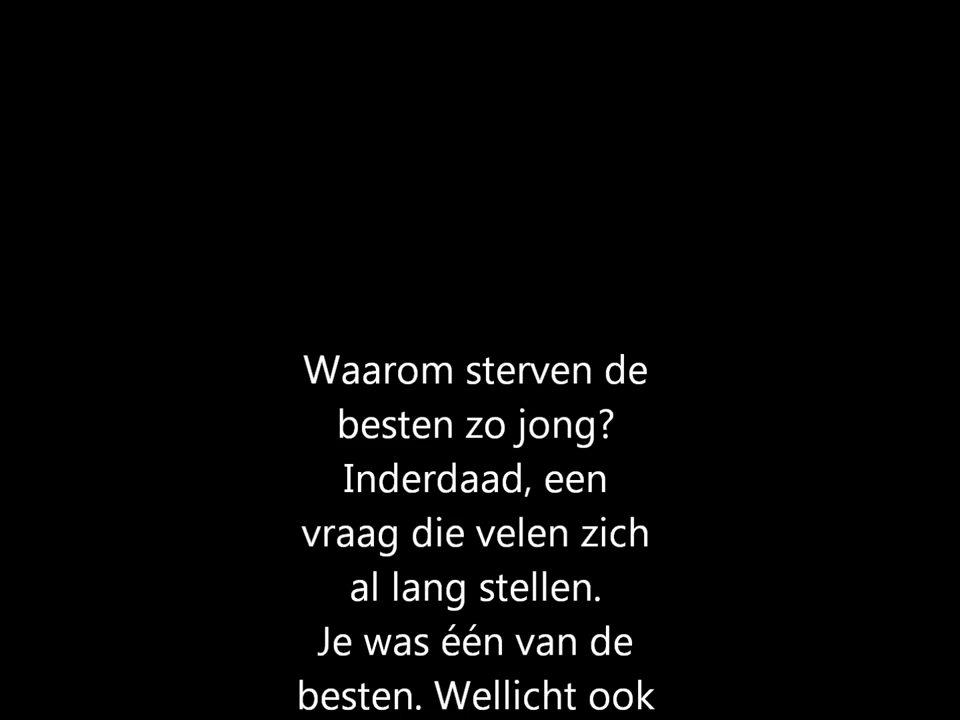 Waarom sterven de
besten zo jong?
Inderdaad, een
vraag die velen zich
al lang stellen.
Je was één van de
besten. Wellicht ook